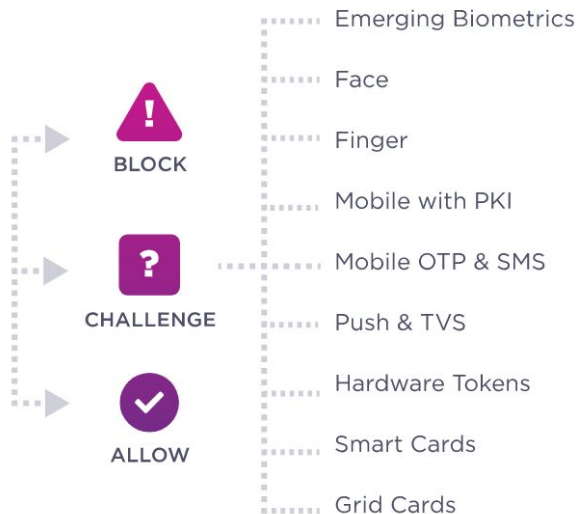 Emerging Biometrics
Face
Finger
Mobile with PKI
Mobile OTP & SMS
Push & TVS
Hardware Tokens
Smart Cards
Grid Cards
!
BLOCK
?
CHALLENGE
ALLOW